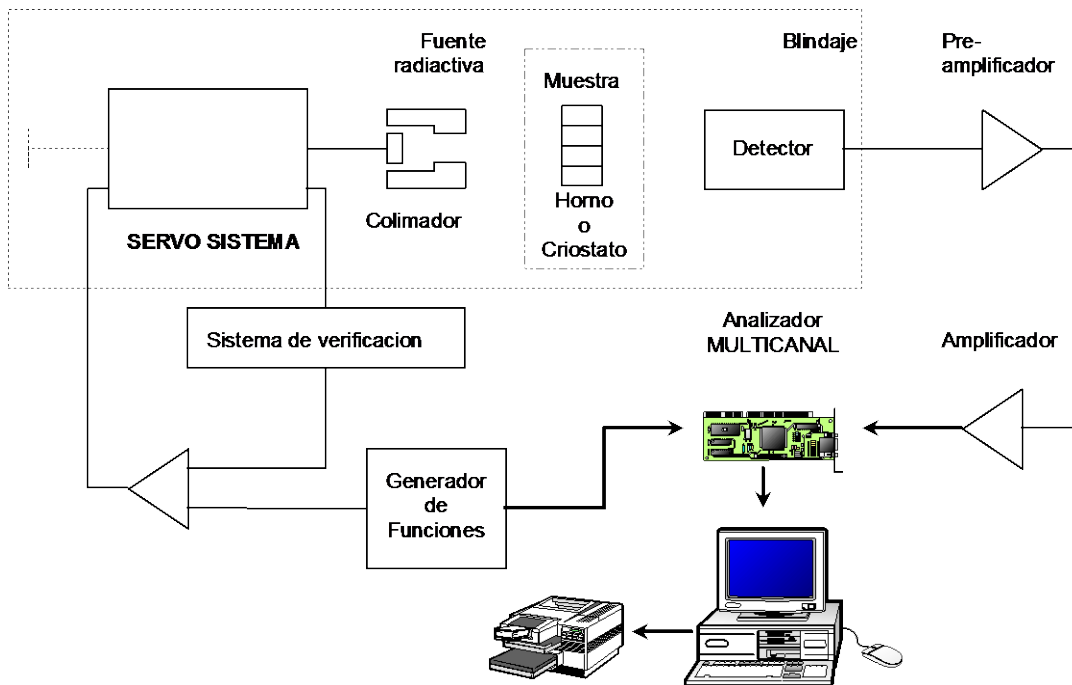 Fuente
radiactiva
Blindaje
Pre-
amplificador
Muestra
Detector
Horno
o
Criostato
Colimador
SERVO SISTEMA
Sistema de verificacion
Analizador
MULTICANAL
Amplificador
Generador
de
Funciones